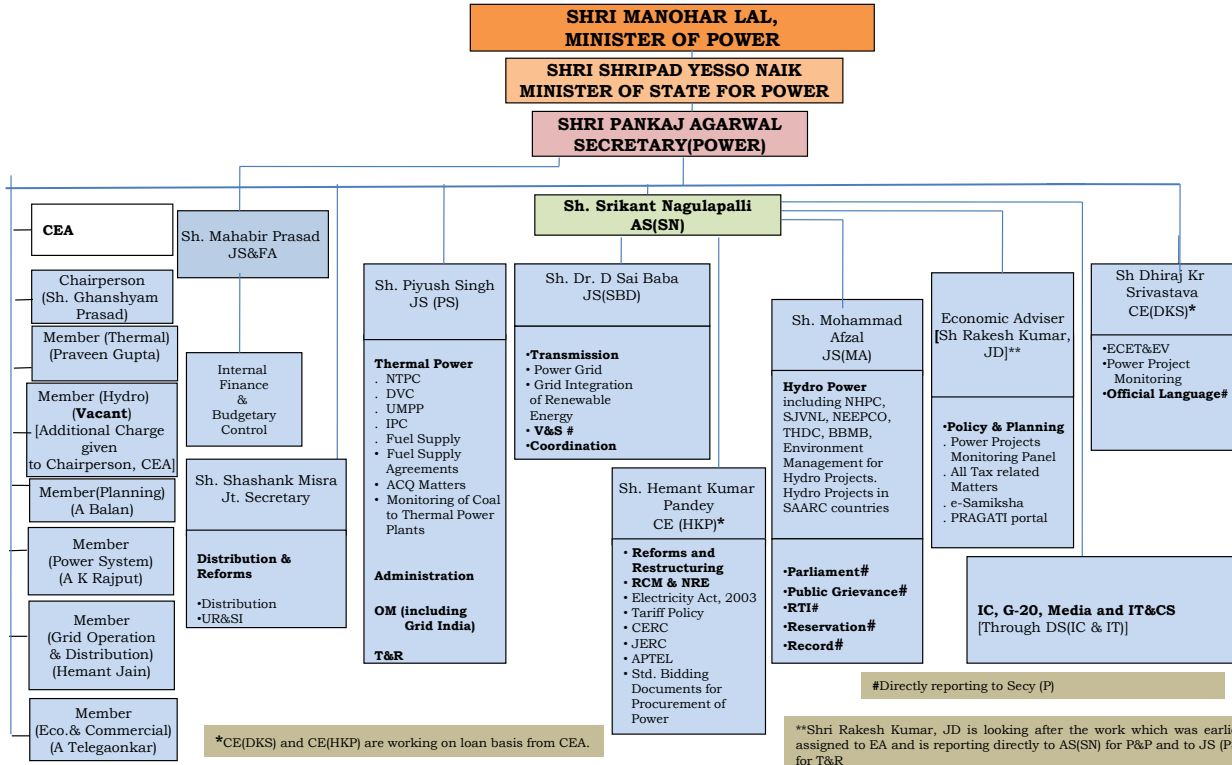 SHRI MANOHAR LAL,
MINISTER OF POWER
SHRI SHRIPAD YESSO NAIK
MINISTER OF STATE FOR POWER
SHRI PANKAJ AGARWAL
SECRETARY(POWER)
Sh. Srikant Nagulapalli
AS(SN)
CEA
Chairperson
(Sh. Ghanshyam
Prasad)
Member (Thermal)
(Praveen Gupta)
Member (Hydro)
(Vacant)
[Additional Charge
given
to Chairperson, CEA]
Member(Planning)
(A Balan)
Member
(Power System)
(A K Rajput)
Member
(Grid Operation
& Distribution)
(Hemant Jain)
Member
(Eco.& Commercial)
(A Telegaonkar)
Sh. Mahabir Prasad
JS&FA
Internal
Finance
&
Budgetary
Control
Sh. Shashank Misra
Jt. Secretary
Distribution &
Reforms
•Distribution
•UR&SI
Sh. Piyush Singh
JS (PS)
Thermal Power
. NTPC
. DVC
. UMPP
. IPC
. Fuel Supply
• Fuel Supply
Agreements
• ACQ Matters
• Monitoring of Coal
to Thermal Power
Plants
Administration
OM (including
Grid India)
T&R
Sh. Dr. D Sai Baba
JS(SBD)
•Transmission
• Power Grid
• Grid Integration
of Renewable
Energy
• V&S #
•Coordination
Sh. Hemant Kumar
Pandey
CE (HKP)*
• Reforms and
Restructuring
• RCM & NRE
• Electricity Act, 2003
• Tariff Policy
• CERC
• JERC
• APTEL
• Std. Bidding
Documents for
Procurement of
Power
Sh. Mohammad
Afzal
JS(MA)
Hydro Power
including NHPC,
SJVNL, NEEPCO,
THDC, BBMB,
Environment
Management for
Hydro Projects.
Hydro Projects in
SAARC countries
•Parliament#
•Public Grievance#
•RTI#
•Reservation#
•Record#
Economic Adviser
[Sh Rakesh Kumar,
JD]**
•Policy & Planning
. Power Projects
Monitoring Panel
. All Tax related
Matters
. e-Samiksha
. PRAGATI portal
Sh Dhiraj Kr
Srivastava
CE(DKS)*
•ECET&EV
•Power Project
Monitoring
•Official Language#
IC, G-20, Media and IT&CS
[Through DS(IC & IT)]
#Directly reporting to Secy (P)
*CE(DKS) and CE(HKP) are working on loan basis from CEA.
**Shri Rakesh Kumar, JD is looking after the work which was earlie
assigned to EA and is reporting directly to AS(SN) for P&P and to JS (P
for T&R